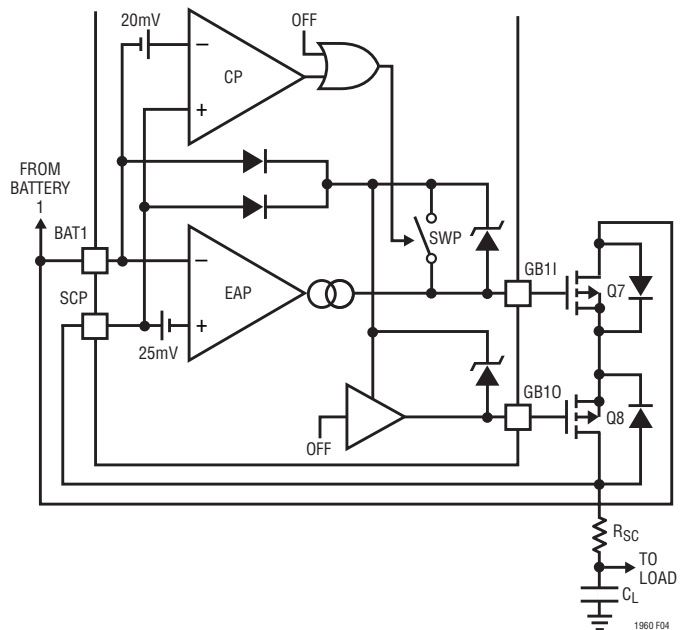 20mV
OFF
−
CP
+
FROM
BATTERY
1
BAT1
SWP
GB1I
Q7
SCP
−
EAP
+
25mV
GB1O
Q8
OFF
RSC
TO
LOAD
CL
1960 F04